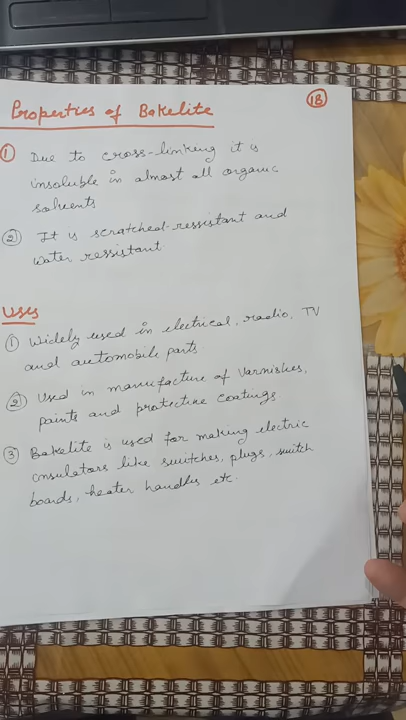 Properties of Bakelite
18
① Due to cross-linking it is
insoluble in almost all organic
solvents
② It is scratched-ressistant and
water ressistant
Uses
① Widely used in electrical, radio, TV
and automobile parts
② Used in manufacture of Varnishes,
paints and protective coatings
③ Bakelite is used for making electric
insulators like switches, plugs, switch
boards, heater handles etc.